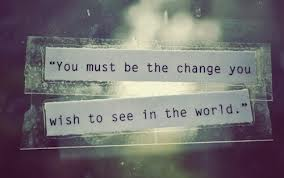 "You must be the change you
wish to see in the world."